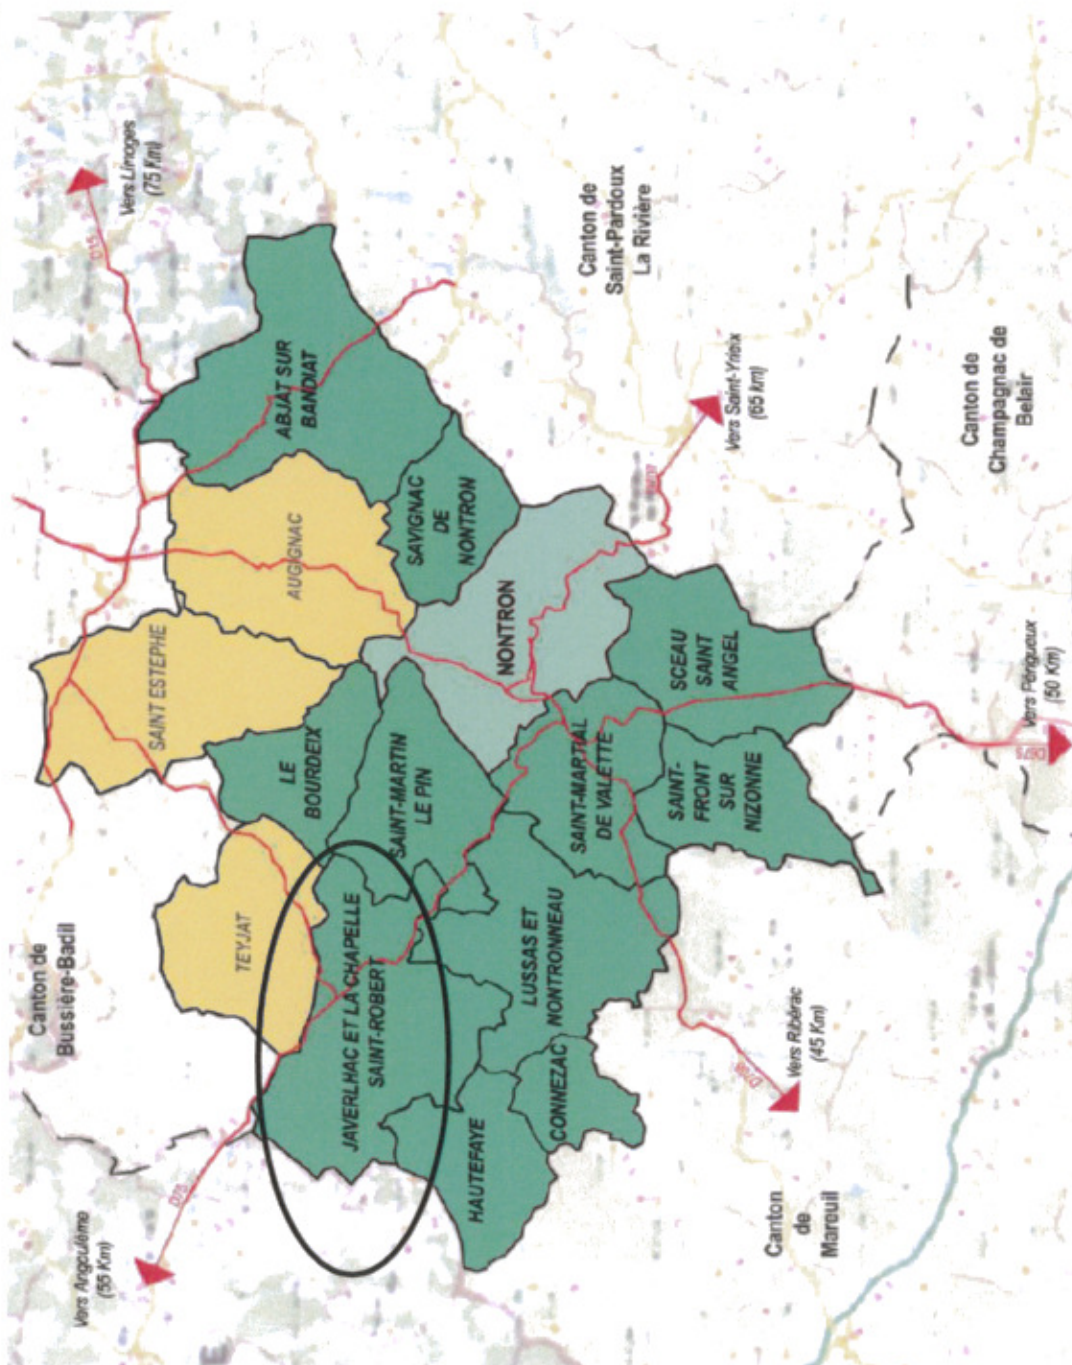 Canton de
Bussière-Badil
Vers Angoulême
(55 Km)
D75
Vers Limoges
(75 Km)
SAINT ESTEPHE
TEYJAT
AUGIGNAC
ABJAT SUR
BANDIAT
LE
BOURDEIX
JAVERLHAC ET LA CHAPELLE
SAINT-ROBERT
SAINT-MARTIN
LE PIN
SAVIGNAC
DE
NONTRON
HAUTEFAYE
NONTRON
LUSSAS ET
NONTRONNEAU
CONNEZAC
SAINT-MARTIAL
DE VALETTE
SCEAU
SAINT
ANGEL
SAINT-
FRONT
SUR
NIZONNE
Canton de
Saint-Pardoux
La Rivière
Vers Saint-Yrieix
(65 km)
D708
Vers Ribérac
(45 Km)
Canton
de
Mareuil
Canton de
Champagnac de
Belair
Vers Périgueux
(50 Km)